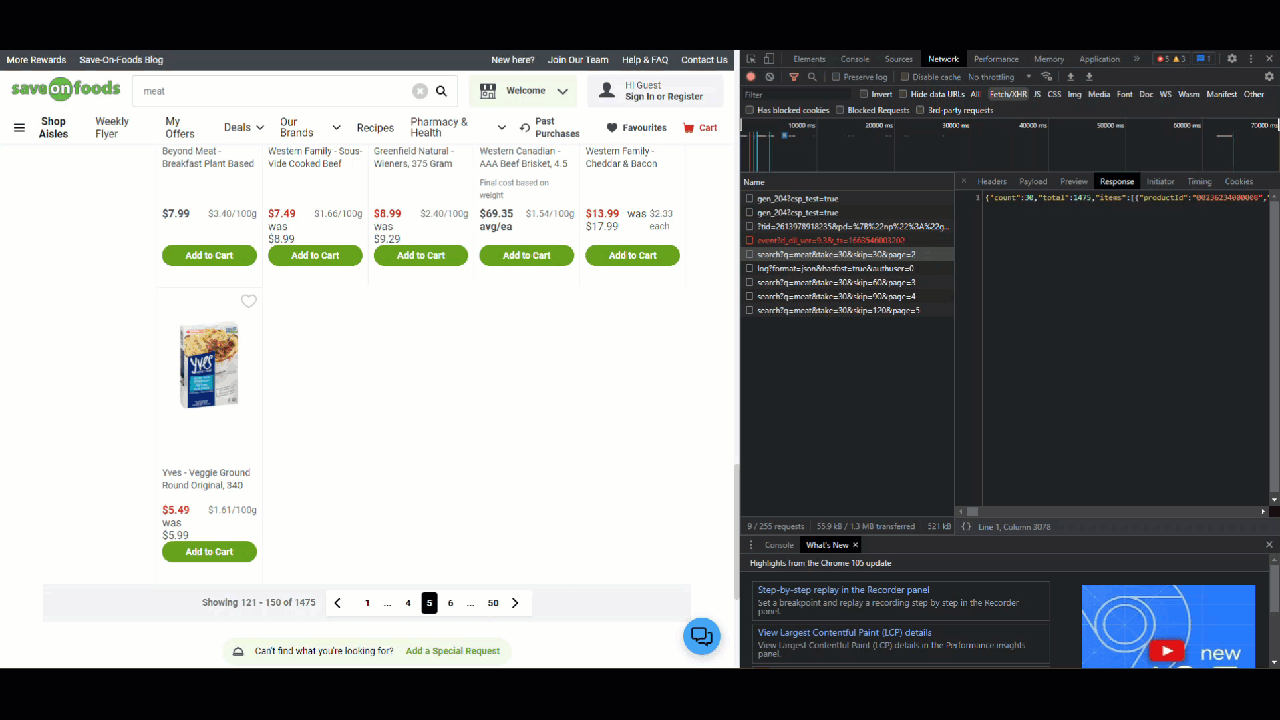 More Rewards Save-On-Foods Blog New here? Join Our Team Help & FAQ Contact Us
save on foods meat Welcome Hi Guest
Sign In or Register
Shop Aisles Weekly Flyer My Offers Deals Our Brands Recipes Pharmacy & Health Past Purchases Favourites Cart
Beyond Meat - Breakfast Plant Based
$7.99 $3.40/100g
Add to Cart
Western Family - Sous-Vide Cooked Beef
$7.49 $1.66/100g
was
$8.99
Add to Cart
Greenfield Natural - Wieners, 375 Gram
$8.99 $2.40/100g
was
$9.29
Add to Cart
Western Canadian - AAA Beef Brisket, 4.5
Final cost based on weight
$69.35 $1.54/100g
avg/ea
Add to Cart
Western Family - Cheddar & Bacon
$13.99 was $2.33
$17.99 each
Add to Cart
Yves
Yves - Veggie Ground
Round Original, 340
$5.49 $1.61/100g
was
$5.99
Add to Cart
Showing 121 - 150 of 1475 1 ... 4 5 6 ... 50
Can't find what you're looking for? Add a Special Request
Elements Console Sources Network Performance Memory Application » 5 3 1
Preserve log Disable cache No throttling
Filter Invert Hide data URLs All Fetch/XHR JS CSS Img Media Font Doc WS Wasm Manifest Other
Has blocked cookies Blocked Requests 3rd-party requests
10000 ms 20000 ms 30000 ms 40000 ms 50000 ms 60000 ms 70000 ms
Name × Headers Payload Preview Response Initiator Timing Cookies
gen_204?csp_test=true
gen_204?csp_test=true
?tid=2613978918235&pd=%7B%22np%22%3A%22g...
search?q=meat&take=30&skip=30&page=2
log?format=json&hasfast=true&authuser=0
search?q=meat&take=30&skip=60&page=3
search?q=meat&take=30&skip=90&page=4
search?q=meat&take=30&skip=120&page=5
1 {"count":30,"total":1475,"items":[{"productId":"00236234000000","
9 / 255 requests 55.9 kB / 1.3 MB transferred 521 kB {} Line 1, Column 3078
Console What's New ×
Highlights from the Chrome 105 update
Step-by-step replay in the Recorder panel
Set a breakpoint and replay a recording step by step in the Recorder
panel.
View Largest Contentful Paint (LCP) details
View Largest Contentful Paint (LCP) details in the Performance insights
panel.
new